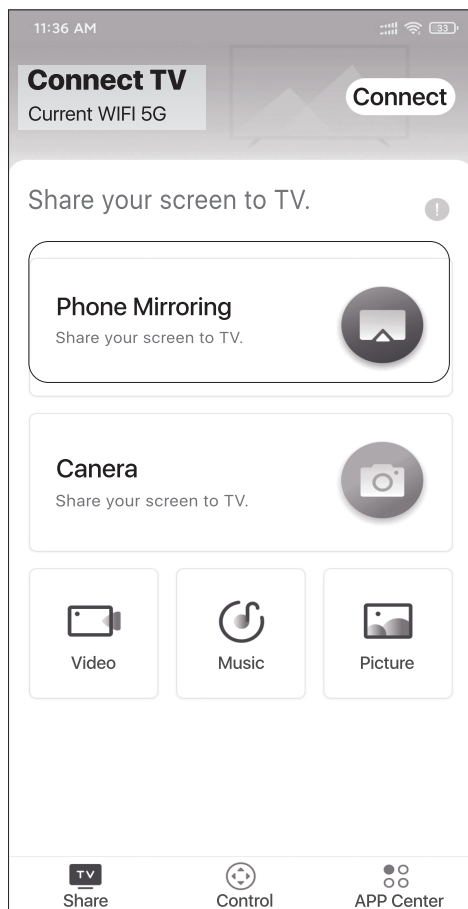 11:36 AM 33
Connect TV
Current WIFI 5G
Connect
Share your screen to TV.
!
Phone Mirroring
Share your screen to TV.
Canera
Share your screen to TV.
Video Music Picture
TV
Share Control APP Center